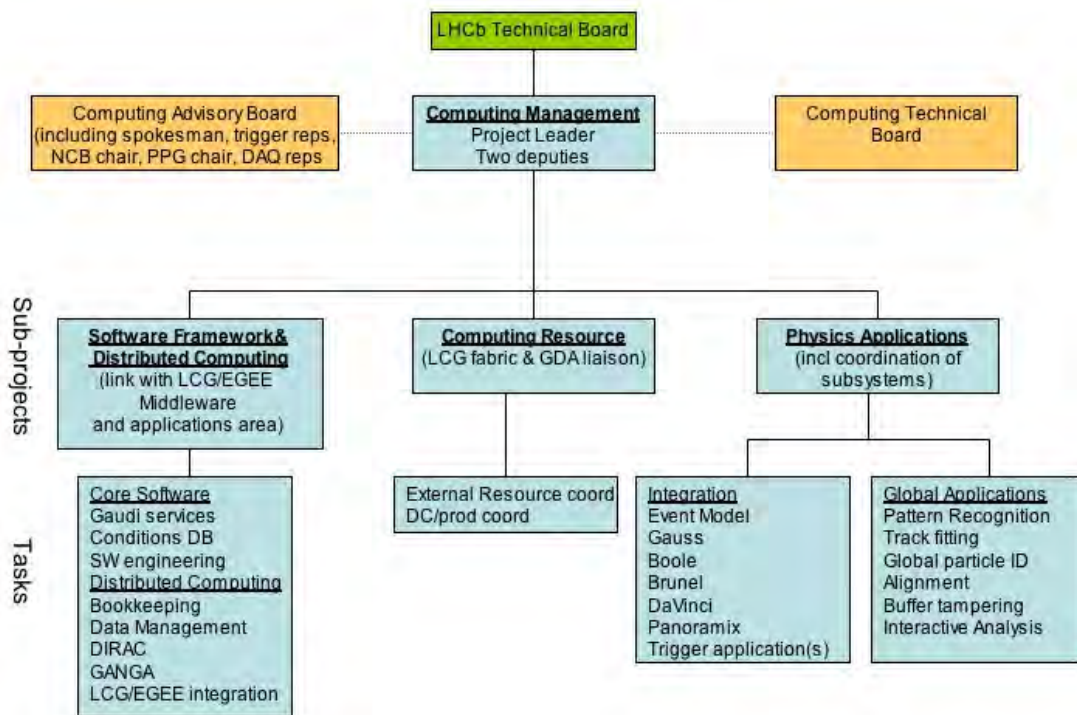 LHCb Technical Board
Computing Advisory Board
(including spokesman, trigger reps,
NCB chair, PPG chair, DAQ reps
Computing Management
Project Leader
Two deputies
Computing Technical
Board
Sub-projects
Software Framework&
Distributed Computing
(link with LCG/EGEE
Middleware
and applications area)
Computing Resource
(LCG fabric & GDA liaison)
Physics Applications
(incl coordination of
subsystems)
Tasks
Core Software
Gaudi services
Conditions DB
SW engineering
Distributed Computing
Bookkeeping
Data Management
DIRAC
GANGA
LCG/EGEE integration
External Resource coord
DC/prod coord
Integration
Event Model
Gauss
Boole
Brunel
DaVinci
Panoramix
Trigger application(s)
Global Applications
Pattern Recognition
Track fitting
Global particle ID
Alignment
Buffer tampering
Interactive Analysis